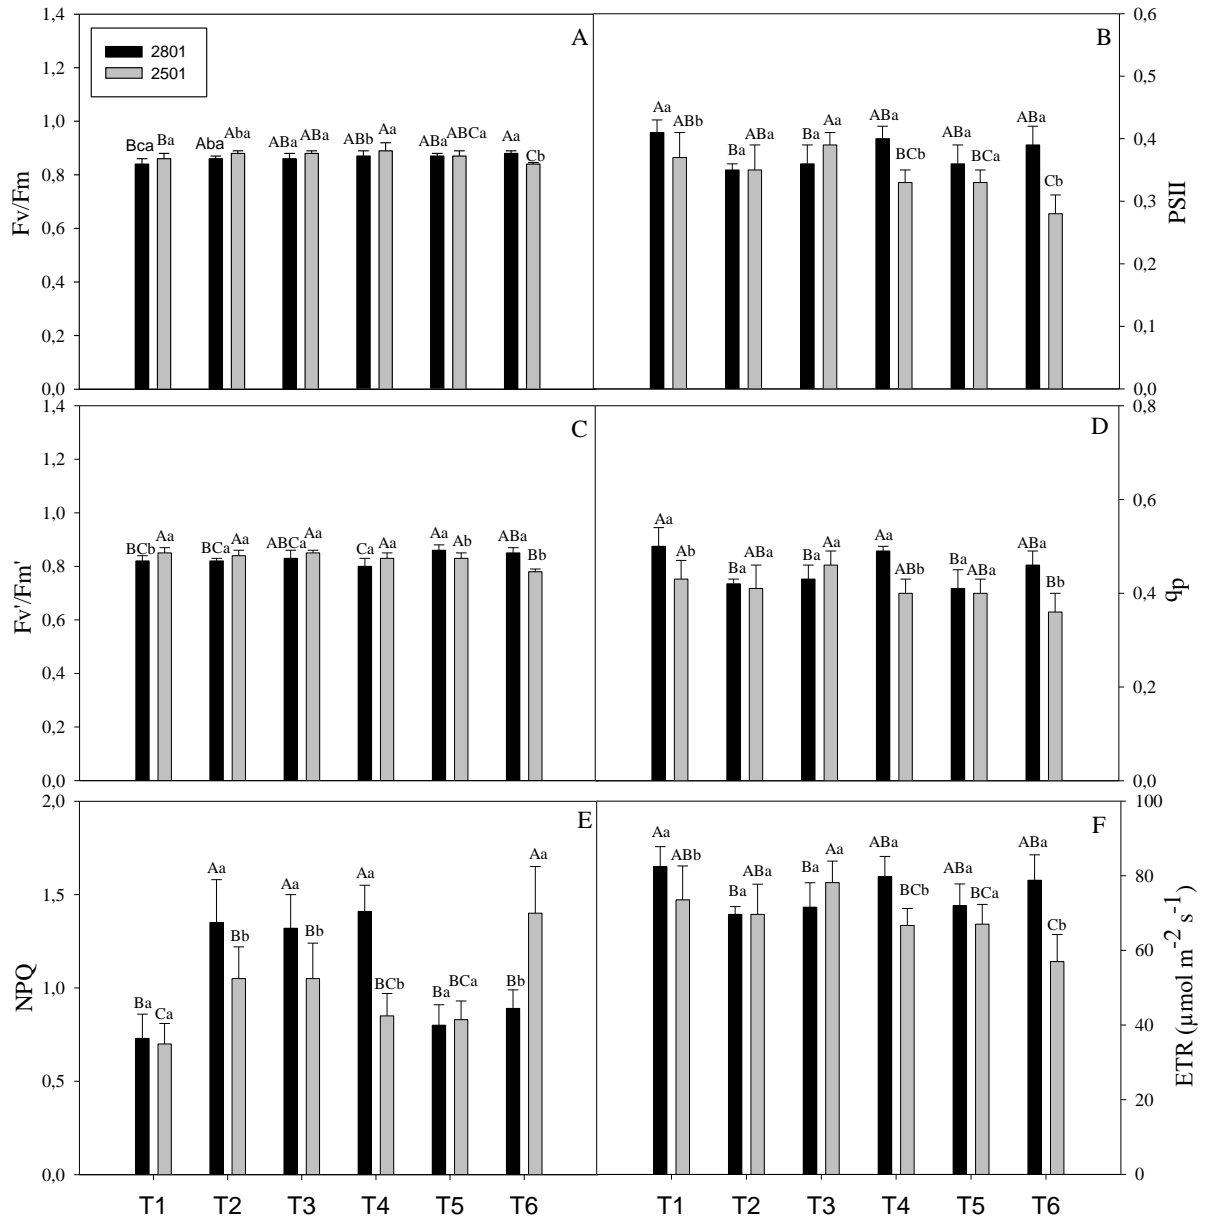 1,4
1,2
1,0
0,8
0,6
0,4
0,2
0,0
Fv/Fm
2801
2501
A
Bca Ba Aba Aba ABa ABa ABb Aa ABa ABCa Aa Cb
B
Aa ABb Ba ABa Ba Aa ABa BCb ABa BCa ABa Cb
0,6
0,5
0,4
0,3
0,2
0,1
0,0
PSII
1,4
1,2
1,0
0,8
0,6
0,4
0,2
0,0
Fv'/Fm'
C
BCb Aa BCa Aa ABCa Aa Ca Aa Aa Ab ABa Bb
D
Aa Ab Ba ABa Ba Aa Aa ABb Ba ABa ABa Bb
0,8
0,6
0,4
0,2
0,0
qp
2,0
1,5
1,0
0,5
0,0
NPQ
E
Ba Ca Aa Bb Aa Bb Aa BCb Ba BCa Bb Aa
F
Aa ABb Ba ABa Ba Aa ABa BCb ABa BCa ABa Cb
100
80
60
40
20
0
ETR (µmol m-2 s-1)
T1 T2 T3 T4 T5 T6
T1 T2 T3 T4 T5 T6